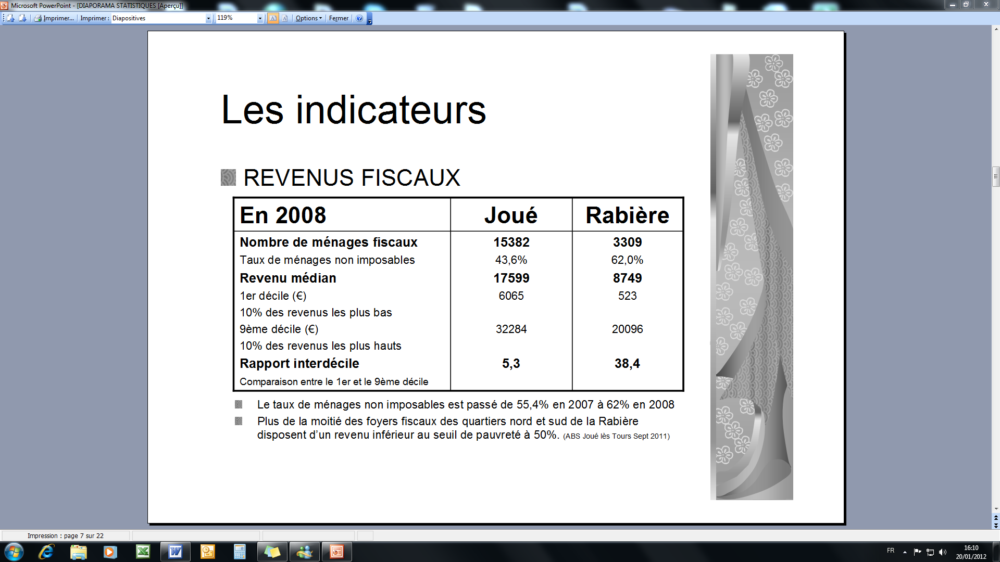 Microsoft PowerPoint - [DIAPORAMA STATISTIQUES [Aperçu]]
Imprimer... Imprimer : Diapositives 119% Options Fermer
Les indicateurs
REVENUS FISCAUX
En 2008 Joué Rabière
Nombre de ménages fiscaux 15382 3309
Taux de ménages non imposables 43,6% 62,0%
Revenu médian 17599 8749
1er décile (€) 6065 523
10% des revenus les plus bas
9ème décile (€) 32284 20096
10% des revenus les plus hauts
Rapport interdécile 5,3 38,4
Comparaison entre le 1er et le 9ème décile
Le taux de ménages non imposables est passé de 55,4% en 2007 à 62% en 2008
Plus de la moitié des foyers fiscaux des quartiers nord et sud de la Rabière
disposent d'un revenu inférieur au seuil de pauvreté à 50%. (ABS Joué lès Tours Sept 2011)
Impression : page 7 sur 22
FR 16:10
20/01/2012